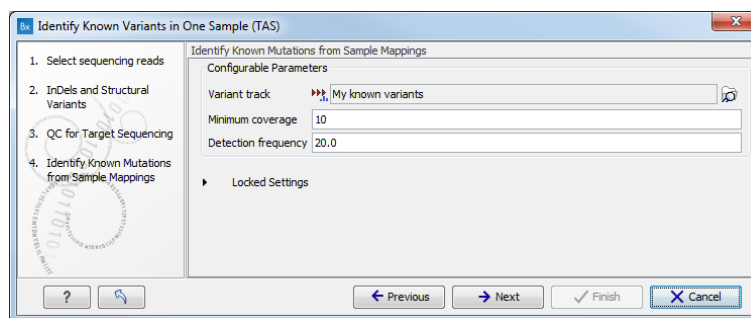 Bx Identify Known Variants in One Sample (TAS)
x
1. Select sequencing reads
2. InDels and Structural
Variants
3. QC for Target Sequencing
4. Identify Known Mutations
from Sample Mappings
Identify Known Mutations from Sample Mappings
Configurable Parameters
Variant track My known variants
Minimum coverage 10
Detection frequency 20.0
Locked Settings
? Previous Next Finish Cancel